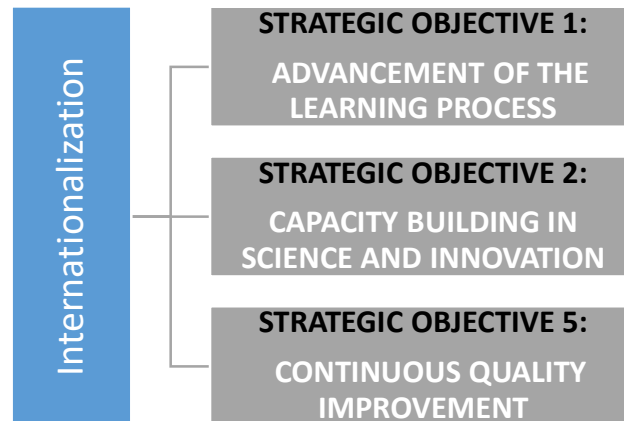 Internationalization
STRATEGIC OBJECTIVE 1:
ADVANCEMENT OF THE
LEARNING PROCESS
STRATEGIC OBJECTIVE 2:
CAPACITY BUILDING IN
SCIENCE AND INNOVATION
STRATEGIC OBJECTIVE 5:
CONTINUOUS QUALITY
IMPROVEMENT